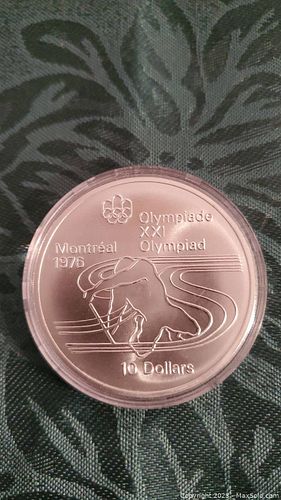 Olympiade
XXI
Olympiad
Montréal
1976
10 Dollars
Copyright 2023 - MaxSold.com